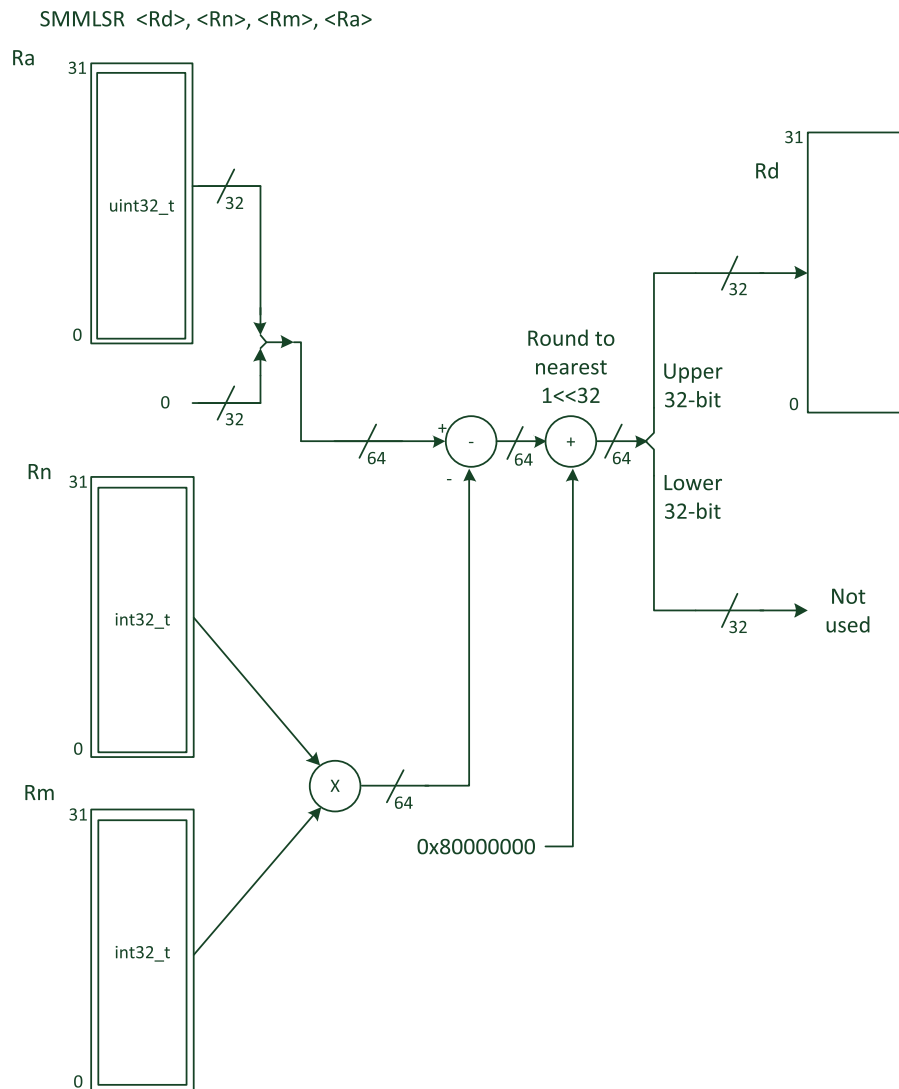 SMMLSR <Rd>, <Rn>, <Rm>, <Ra>
Ra
31
uint32_t
32
0
0
32
31
Rd
32
0
Round to
nearest
1<<32
Upper
32-bit
+
-
64
64
+
64
-
Lower
32-bit
Rn
31
int32_t
0
32
Not
used
X
64
Rm
31
0x80000000
int32_t
0